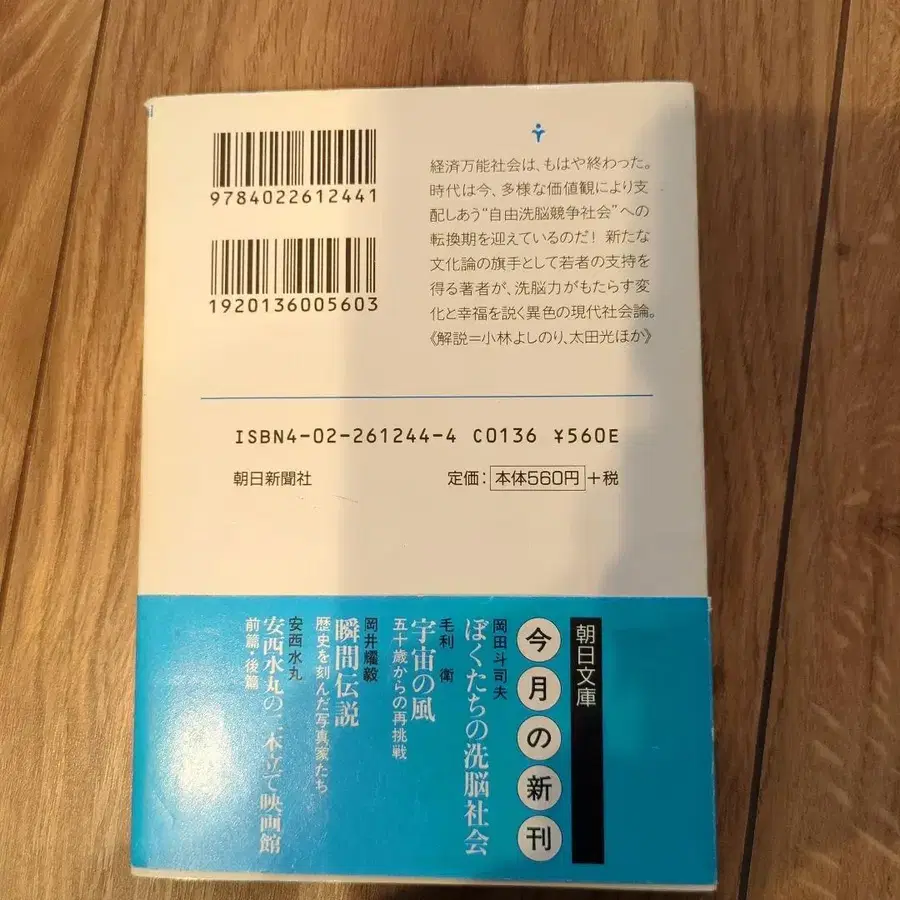 9784022612441
1920136005603
経済万能社会は、もはや終わった。
時代は今、多様な価値観により支
配しあう“自由洗脳競争社会”への
転換期を迎えているのだ！ 新たな
文化論の旗手として若者の支持を
得る著者が、洗脳力がもたらす変
化と幸福を説く異色の現代社会論。
《解説＝小林よしのり、太田光ほか》
ISBN4-02-261244-4 C0136 ¥560E
朝日新聞社
定価：本体560円＋税
朝日文庫
今月の新刊
岡田斗司夫
ぼくたちの洗脳社会
毛利 衛
宇宙の風
五十歳からの再挑戦
岡井耀毅
瞬間伝説
歴史を刻んだ写真家たち
安西水丸
安西水丸の二本立て映画館
前篇・後篇